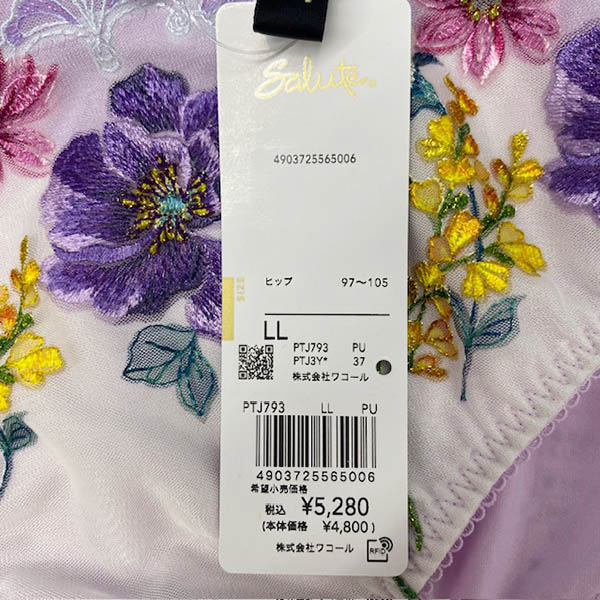 Salute.
4903725565006
SIZE
ヒップ 97〜105
LL
PTJ793 PU
PTJ3Y* 37
株式会社ワコール
PTJ793 LL PU
4903725565006
希望小売価格
税込 ¥5,280
(本体価格 ¥4,800)
株式会社ワコール
RFID